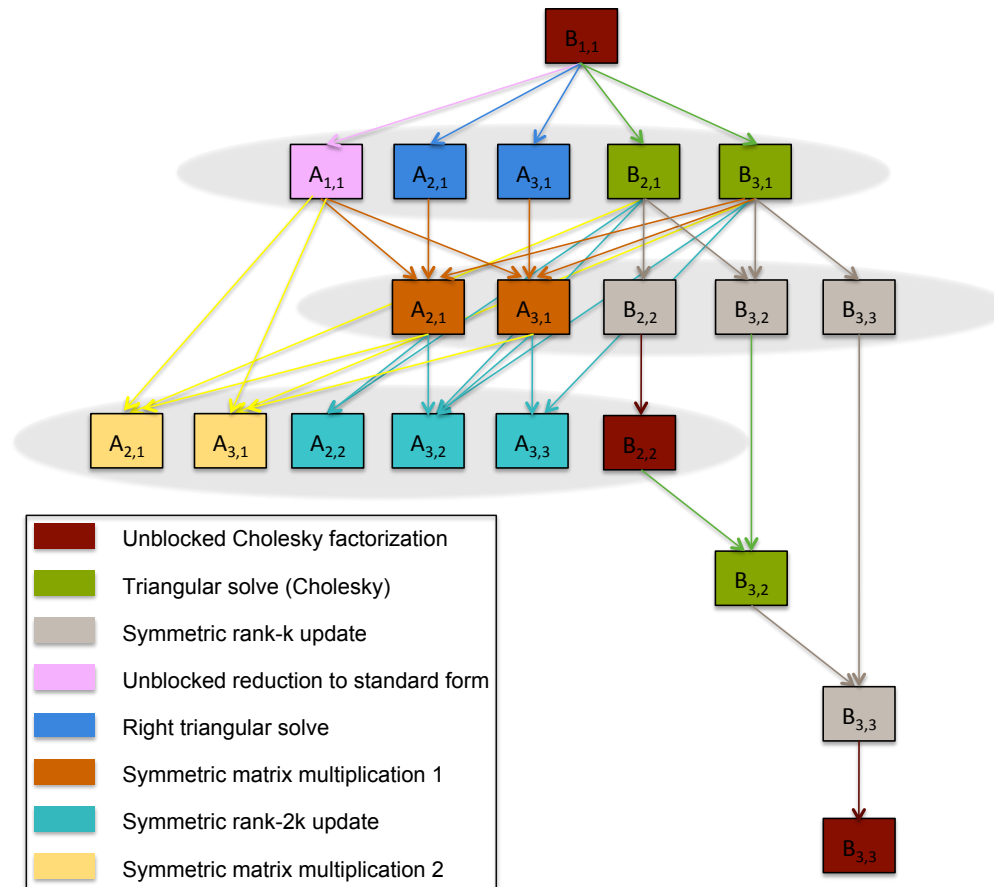 B1,1
A1,1 A2,1 A3,1 B2,1 B3,1
A2,1 A3,1 B2,2 B3,2 B3,3
A2,1 A3,1 A2,2 A3,2 A3,3 B2,2
B3,2
B3,3
B3,3
Unblocked Cholesky factorization
Triangular solve (Cholesky)
Symmetric rank-k update
Unblocked reduction to standard form
Right triangular solve
Symmetric matrix multiplication 1
Symmetric rank-2k update
Symmetric matrix multiplication 2